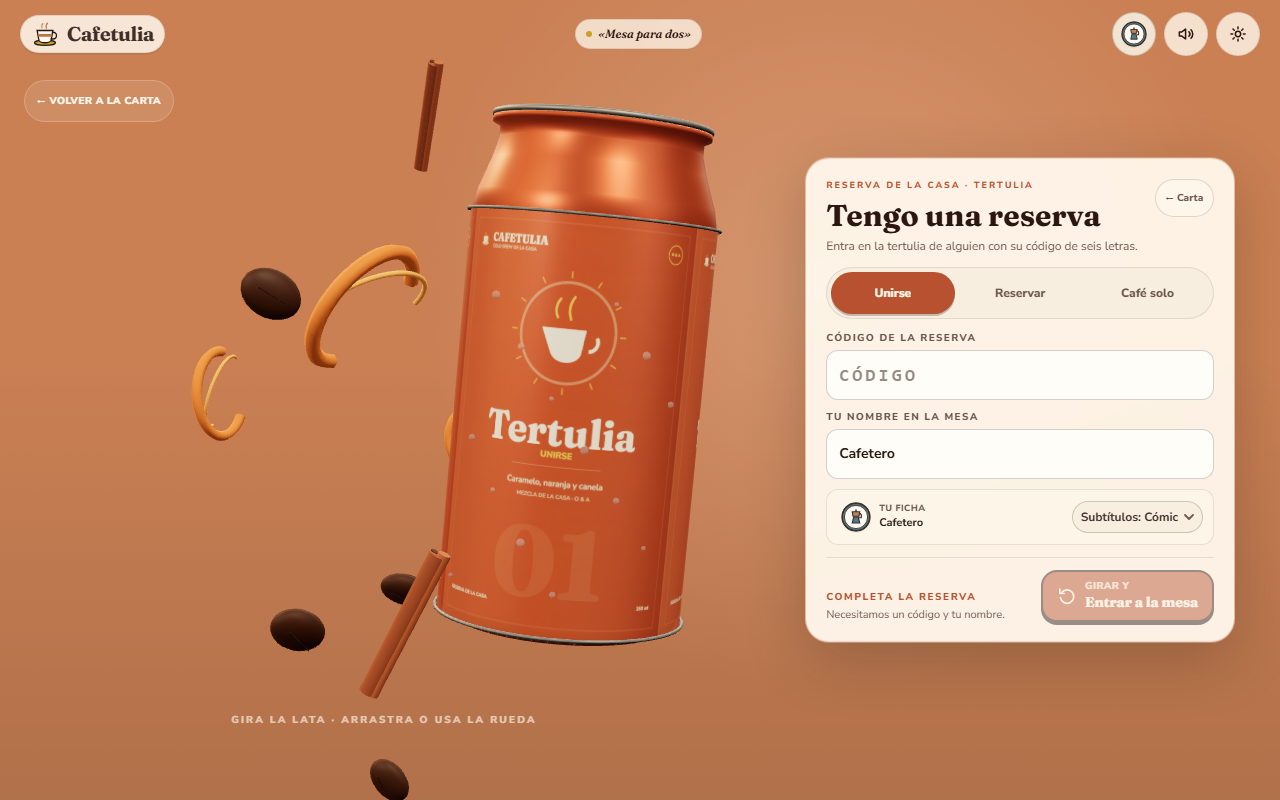 Cafetulia
«Mesa para dos»
← VOLVER A LA CARTA
CAFETULIA
Tertulia
UNIRSE
Caramelo, naranja y canela
MEZCLA DE LA CASA · O & A
01
GIRA LA LATA · ARRASTRA O USA LA RUEDA
RESERVA DE LA CASA · TERTULIA
← Carta
Tengo una reserva
Entra en la tertulia de alguien con su código de seis letras.
Unirse
Reservar
Café solo
CÓDIGO DE LA RESERVA
CÓDIGO
TU NOMBRE EN LA MESA
Cafetero
TU FICHA
Cafetero
Subtítulos: Cómic
COMPLETA LA RESERVA
Necesitamos un código y tu nombre.
GIRAR Y
Entrar a la mesa